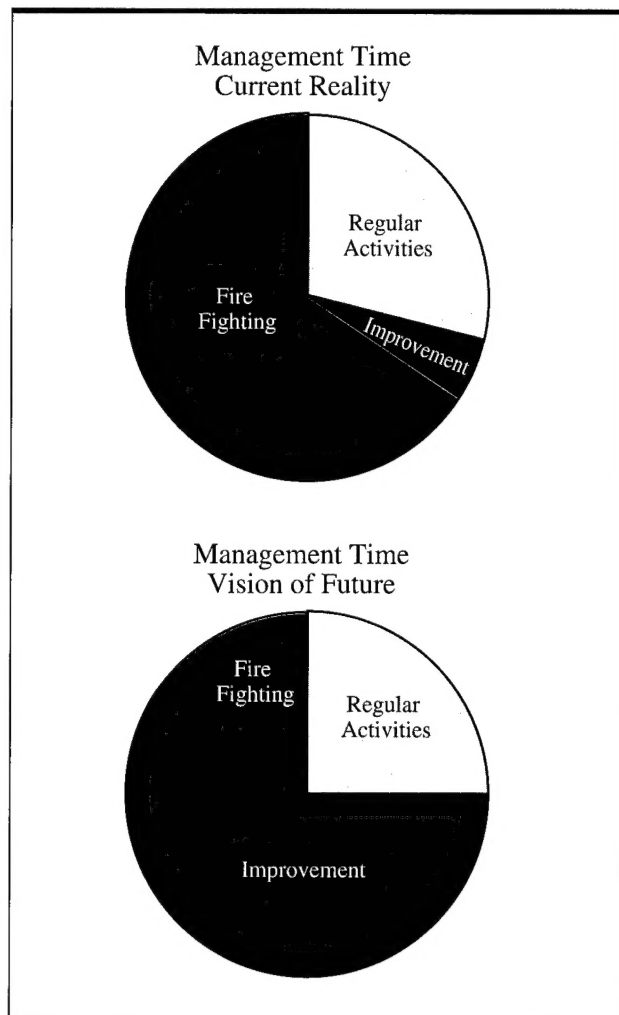 Management Time
Current Reality
Regular
Activities
Fire
Fighting
Improvement
Management Time
Vision of Future
Fire
Fighting
Regular
Activities
Improvement